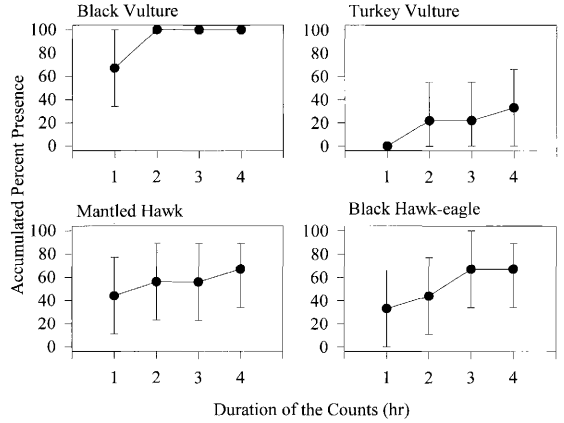 Black Vulture
100
80
60
40
20
0
1 2 3 4
Turkey Vulture
100
80
60
40
20
0
1 2 3 4
Mantled Hawk
100
80
60
40
20
0
1 2 3 4
Black Hawk-eagle
100
80
60
40
20
0
1 2 3 4
Accumulated Percent Presence
Duration of the Counts (hr)